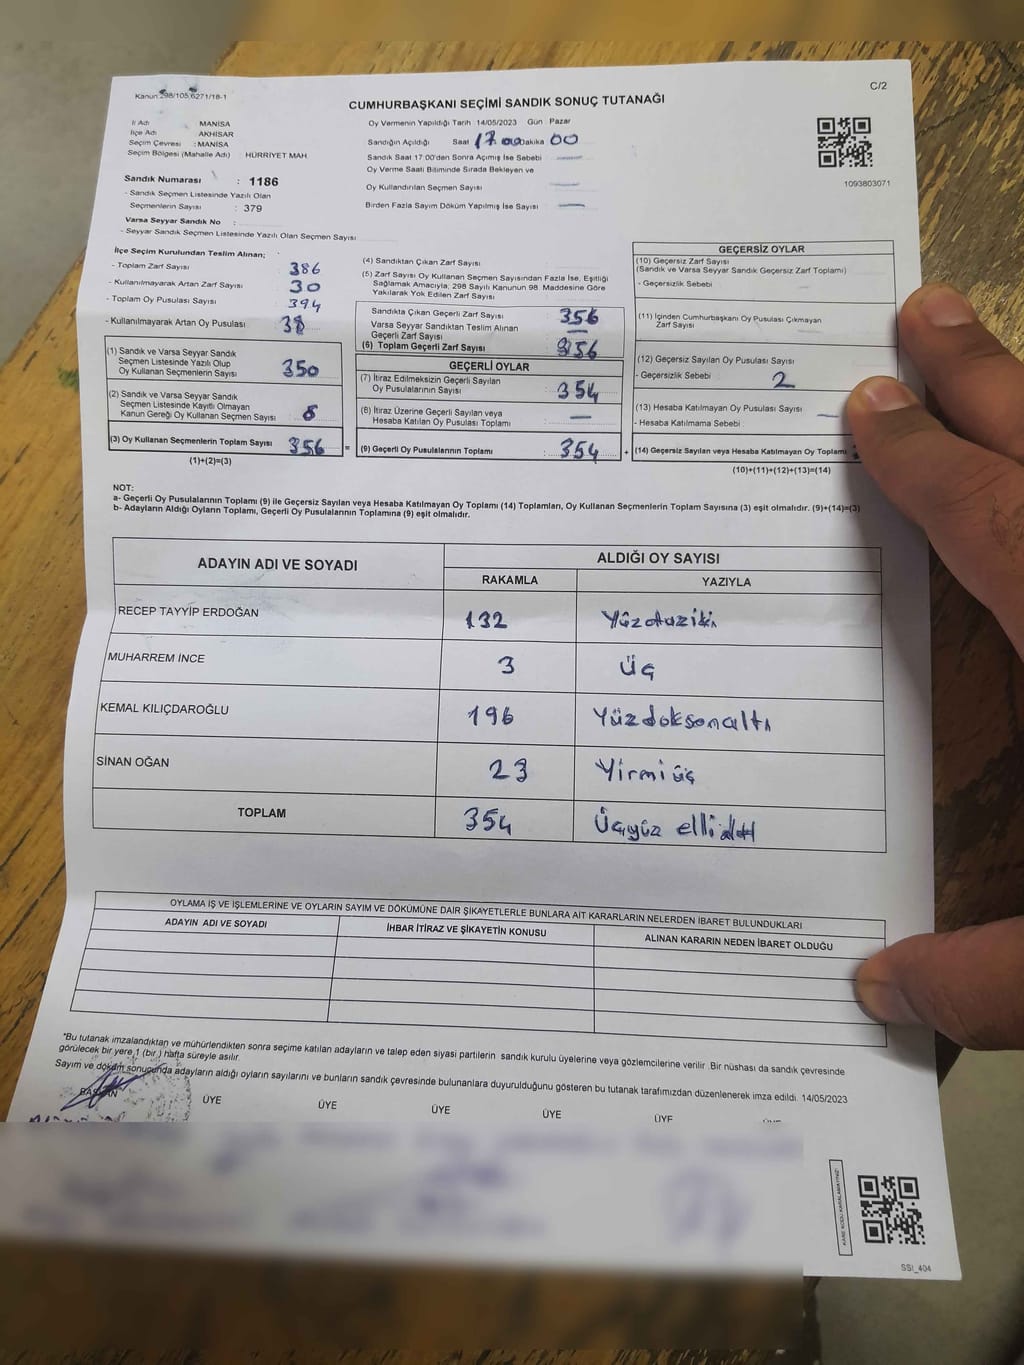 Kanun:298/105,6271/18-1
C/2
CUMHURBAŞKANI SEÇİMİ SANDIK SONUÇ TUTANAĞI
İl Adı MANİSA
İlçe Adı AKHİSAR
Seçim Çevresi : MANİSA
Seçim Bölgesi (Mahalle Adı) : HÜRRİYET MAH.
Sandık Numarası : 1186
- Sandık Seçmen Listesinde Yazılı Olan
Seçmenlerin Sayısı : 379
Varsa Seyyar Sandık No :
- Seyyar Sandık Seçmen Listesinde Yazılı Olan Seçmen Sayısı
Oy Vermenin Yapıldığı Tarih 14/05/2023 Gün Pazar
Sandığın Açıldığı Saat 17 00 Dakika 00
Sandık Saat 17 00'den Sonra Açımış İse Sebebi
Oy Verme Saati Bitiminde Sırada Bekleyen ve
Oy Kullandırılan Seçmen Sayısı
Birden Fazla Sayım Döküm Yapılmış İse Sayısı
1093803071
İlçe Seçim Kurulundan Teslim Alınan;
- Toplam Zarf Sayısı 386
- Kullanılmayarak Artan Zarf Sayısı 30
- Toplam Oy Pusulası Sayısı 394
- Kullanılmayarak Artan Oy Pusulası 38
(1) Sandık ve Varsa Seyyar Sandık
Seçmen Listesinde Yazılı Olup
Oy Kullanan Seçmenlerin Sayısı 350
(2) Sandık ve Varsa Seyyar Sandık
Seçmen Listesinde Kayıtlı Olmayan
Kanun Gereği Oy Kullanan Seçmen Sayısı
(3) Oy Kullanan Seçmenlerin Toplam Sayısı 356 =
(1)+(2)=(3)
(4) Sandıktan Çıkan Zarf Sayısı
(5) Zarf Sayısı Oy Kullanan Seçmen Sayısından Fazla İse, Eşitliği
Sağlamak Amacıyla; 298 Sayılı Kanunun 98. Maddesine Göre
Yakılarak Yok Edilen Zarf Sayısı
Sandıkta Çıkan Geçerli Zarf Sayısı 356
Varsa Seyyar Sandıktan Teslim Alınan
Geçerli Zarf Sayısı
(6) Toplam Geçerli Zarf Sayısı 356
GEÇERLİ OYLAR
(7) İtiraz Edilmeksizin Geçerli Sayılan
Oy Pusulalarının Sayısı 354
(8) İtiraz Üzerine Geçerli Sayılan veya
Hesaba Katılan Oy Pusulası Toplamı
(9) Geçerli Oy Pusulalarının Toplamı : 354 +
GEÇERSİZ OYLAR
(10) Geçersiz Zarf Sayısı
(Sandık ve Varsa Seyyar Sandık Geçersiz Zarf Toplamı)
- Geçersizlik Sebebi
(11) İçinden Cumhurbaşkanı Oy Pusulası Çıkmayan
Zarf Sayısı
(12) Geçersiz Sayılan Oy Pusulası Sayısı
- Geçersizlik Sebebi : 2
(13) Hesaba Katılmayan Oy Pusulası Sayısı
- Hesaba Katılmama Sebebi :
(14) Geçersiz Sayılan veya Hesaba Katılmayan Oy Toplamı
(10)+(11)+(12)+(13)=(14)
NOT:
a- Geçerli Oy Pusulalarının Toplamı (9) ile Geçersiz Sayılan veya Hesaba Katılmayan Oy Toplamı (14) Toplamları, Oy Kullanan Seçmenlerin Toplam Sayısına (3) eşit olmalıdır. (9)+(14)=(3)
b- Adayların Aldığı Oyların Toplamı, Geçerli Oy Pusulalarının Toplamına (9) eşit olmalıdır.
ADAYIN ADI VE SOYADI ALDIĞI OY SAYISI
RAKAMLA YAZIYLA
RECEP TAYYİP ERDOĞAN 132 Yüzotuziki
MUHARREM İNCE 3 üç
KEMAL KILIÇDAROĞLU 196 Yüzdoksanaltı
SİNAN OĞAN 23 Yirmiüç
TOPLAM 354 Üçyüz ellidört
OYLAMA İŞ VE İŞLEMLERİNE VE OYLARIN SAYIM VE DÖKÜMÜNE DAİR ŞİKAYETLERLE BUNLARA AİT KARARLARIN NELERDEN İBARET BULUNDUKLARI
ADAYIN ADI VE SOYADI İHBAR İTİRAZ VE ŞİKAYETİN KONUSU ALINAN KARARIN NEDEN İBARET OLDUĞU
*Bu tutanak imzalandıktan ve mühürlendikten sonra seçime katılan adayların ve talep eden siyasi partilerin sandık kurulu üyelerine veya gözlemcilerine verilir. Bir nüshası da sandık çevresinde
görülecek bir yere 1 (bir ) hafta süreyle asılır.
Sayım ve döküm sonucunda adayların aldığı oyların sayılarını ve bunların sandık çevresinde bulunanlara duyurulduğunu gösteren bu tutanak tarafımızdan düzenlenerek imza edildi. 14/05/2023
BAŞKAN ÜYE ÜYE ÜYE ÜYE ÜYE
SSI_404